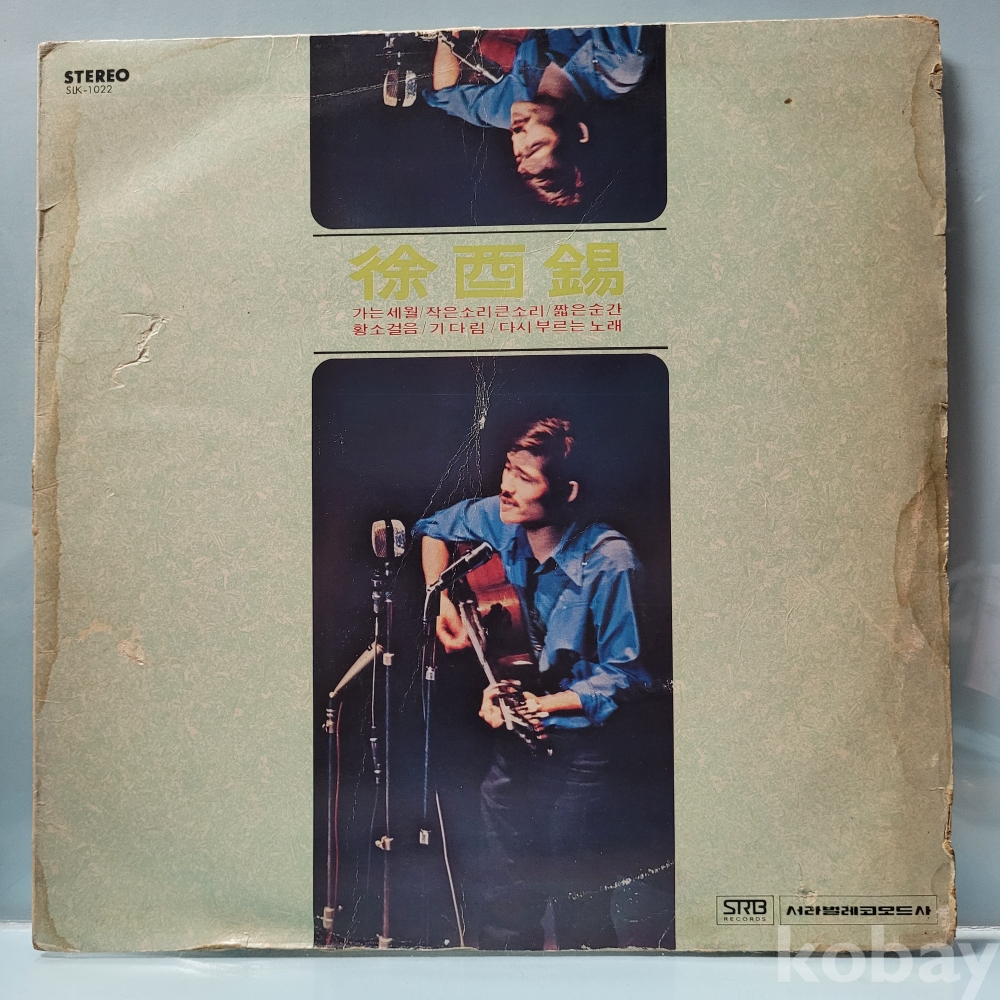 STEREO
SLK-1022
徐酉錫
가는세월/작은소리큰소리/짧은순간
황소걸음/기다림/다시부르는노래
SRB
RECORDS
서라벌레코오드사
kobay